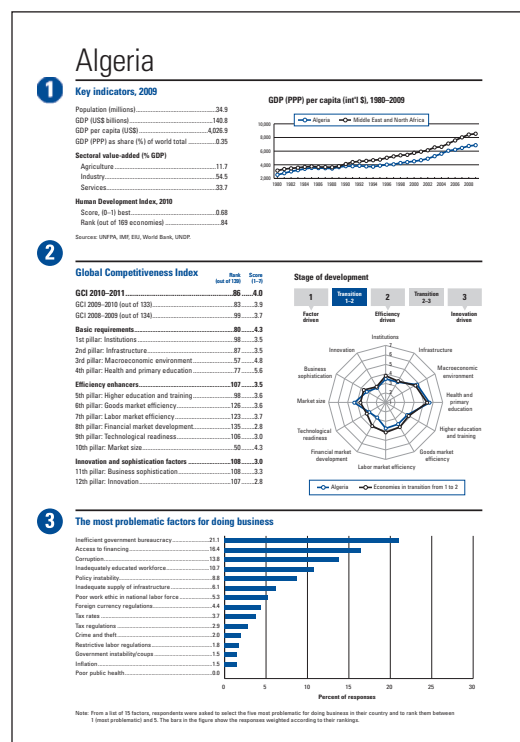 Algeria
1
Key indicators, 2009
Population (millions)...34.9
GDP (US$ billions)...140.8
GDP per capita (US$)...4,026.9
GDP (PPP) as share (%) of world total ...0.35
Sectoral value-added (% GDP)
Agriculture...11.7
Industry...54.5
Services...33.7
Human Development Index, 2010
Score, (0–1) best...0.68
Rank (out of 169 economies)...84
Sources: UNFPA, IMF, EIU, World Bank, UNDP.
GDP (PPP) per capita (int'l $), 1980–2009
Algeria Middle East and North Africa
10,000
8,000
6,000
4,000
2,000
1980 1982 1984 1986 1988 1990 1992 1994 1996 1998 2000 2002 2004 2006 2008
2
Global Competitiveness Index
Rank (out of 139) Score (1–7)
GCI 2010–2011...86...4.0
GCI 2009–2010 (out of 133)...83...3.9
GCI 2008–2009 (out of 134)...99...3.7
Basic requirements...80...4.3
1st pillar: Institutions...98...3.5
2nd pillar: Infrastructure...87...3.5
3rd pillar: Macroeconomic environment...57...4.8
4th pillar: Health and primary education...77...5.6
Efficiency enhancers...107...3.5
5th pillar: Higher education and training...98...3.6
6th pillar: Goods market efficiency...126...3.6
7th pillar: Labor market efficiency...123...3.7
8th pillar: Financial market development...135...2.8
9th pillar: Technological readiness...106...3.0
10th pillar: Market size...50...4.3
Innovation and sophistication factors...108...3.0
11th pillar: Business sophistication...108...3.3
12th pillar: Innovation...107...2.8
Stage of development
1 Transition 1–2 2 Transition 2–3 3
Factor driven Efficiency driven Innovation driven
Institutions
Infrastructure
Macroeconomic environment
Health and primary education
Higher education and training
Goods market efficiency
Labor market efficiency
Financial market development
Technological readiness
Market size
Business sophistication
Innovation
7
6
5
4
Algeria Economies in transition from 1 to 2
3
The most problematic factors for doing business
Inefficient government bureaucracy...21.1
Access to financing...16.4
Corruption...13.8
Inadequately educated workforce...10.7
Policy instability...8.8
Inadequate supply of infrastructure...6.1
Poor work ethic in national labor force...5.3
Foreign currency regulations...4.4
Tax rates...3.7
Tax regulations...2.9
Crime and theft...2.0
Restrictive labor regulations...1.8
Government instability/coups...1.5
Inflation...1.5
Poor public health...0.0
0 5 10 15 20 25 30
Percent of responses
Note: From a list of 15 factors, respondents were asked to select the five most problematic for doing business in their country and to rank them between
1 (most problematic) and 5. The bars in the figure show the responses weighted according to their rankings.